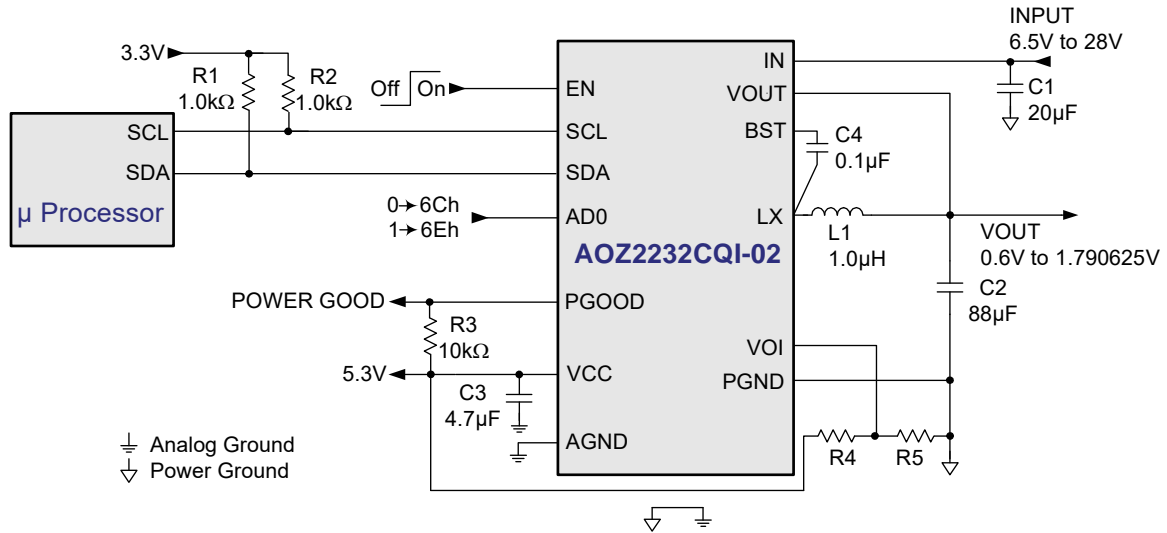 INPUT
6.5V to 28V
3.3V
R1
1.0kΩ
R2
1.0kΩ
Off On
EN
IN
VOUT
BST
C1
20µF
SCL
SDA
µ Processor
SCL
SDA
C4
0.1µF
0→6Ch
1→6Eh
AD0
LX
L1
1.0µH
AOZ2232CQI-02
VOUT
0.6V to 1.790625V
C2
88µF
POWER GOOD
PGOOD
R3
10kΩ
VOI
5.3V
VCC
PGND
C3
4.7µF
AGND
R4
R5
Analog Ground
Power Ground